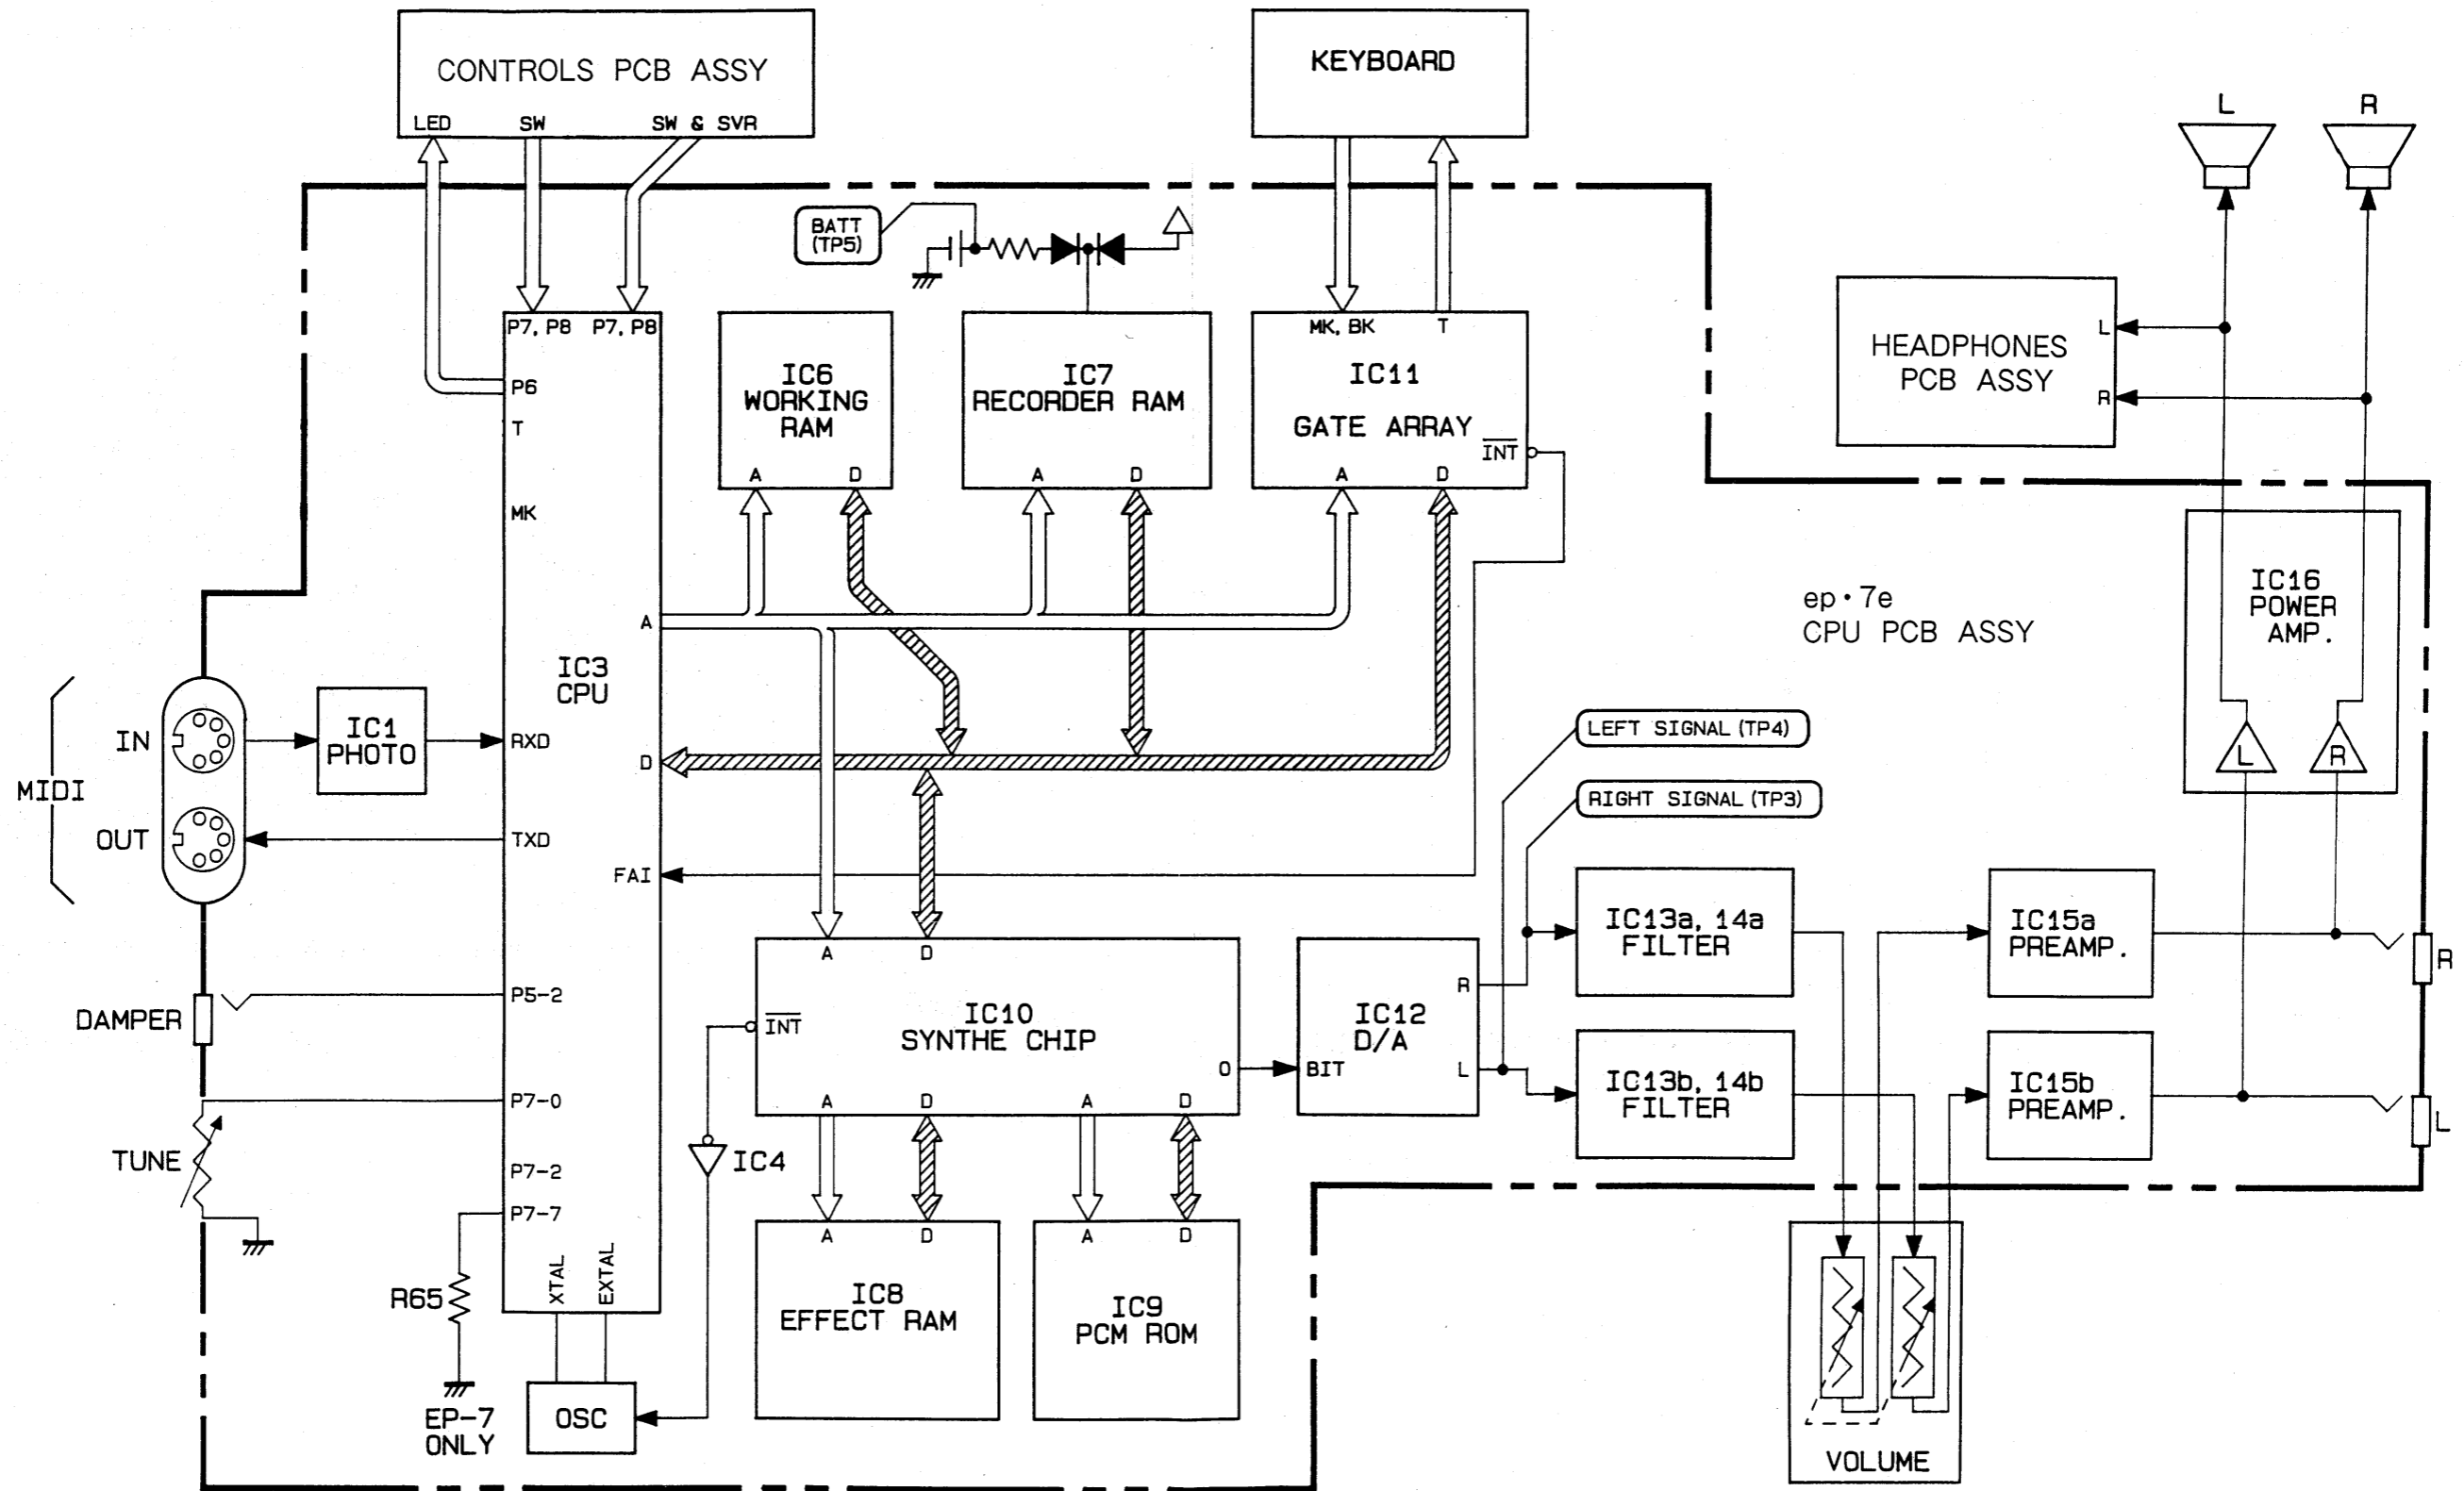 CONTROLS PCB ASSY
LED SW SW & SVR
KEYBOARD
L R
BATT
(TP5)
P7, P8 P7, P8
P6
T
MK
A
IC3
CPU
RXD
D
TXD
FAI
P5-2
P7-0
P7-2
P7-7
XTAL
EXTAL
IC6
WORKING
RAM
A D
IC7
RECORDER RAM
A D
MK, BK T
IC11
GATE ARRAY
INT
A D
HEADPHONES
PCB ASSY
L
R
ep・7e
CPU PCB ASSY
IC16
POWER
AMP.
L R
MIDI
IN
OUT
IC1
PHOTO
DAMPER
TUNE
R65
EP-7
ONLY
OSC
IC4
LEFT SIGNAL (TP4)
RIGHT SIGNAL (TP3)
A D
INT
IC10
SYNTHE CHIP
O
A D A D
IC12
D/A
BIT
R
L
IC13a, 14a
FILTER
IC13b, 14b
FILTER
IC15a
PREAMP.
IC15b
PREAMP.
R
L
A D
IC8
EFFECT RAM
A D
IC9
PCM ROM
VOLUME